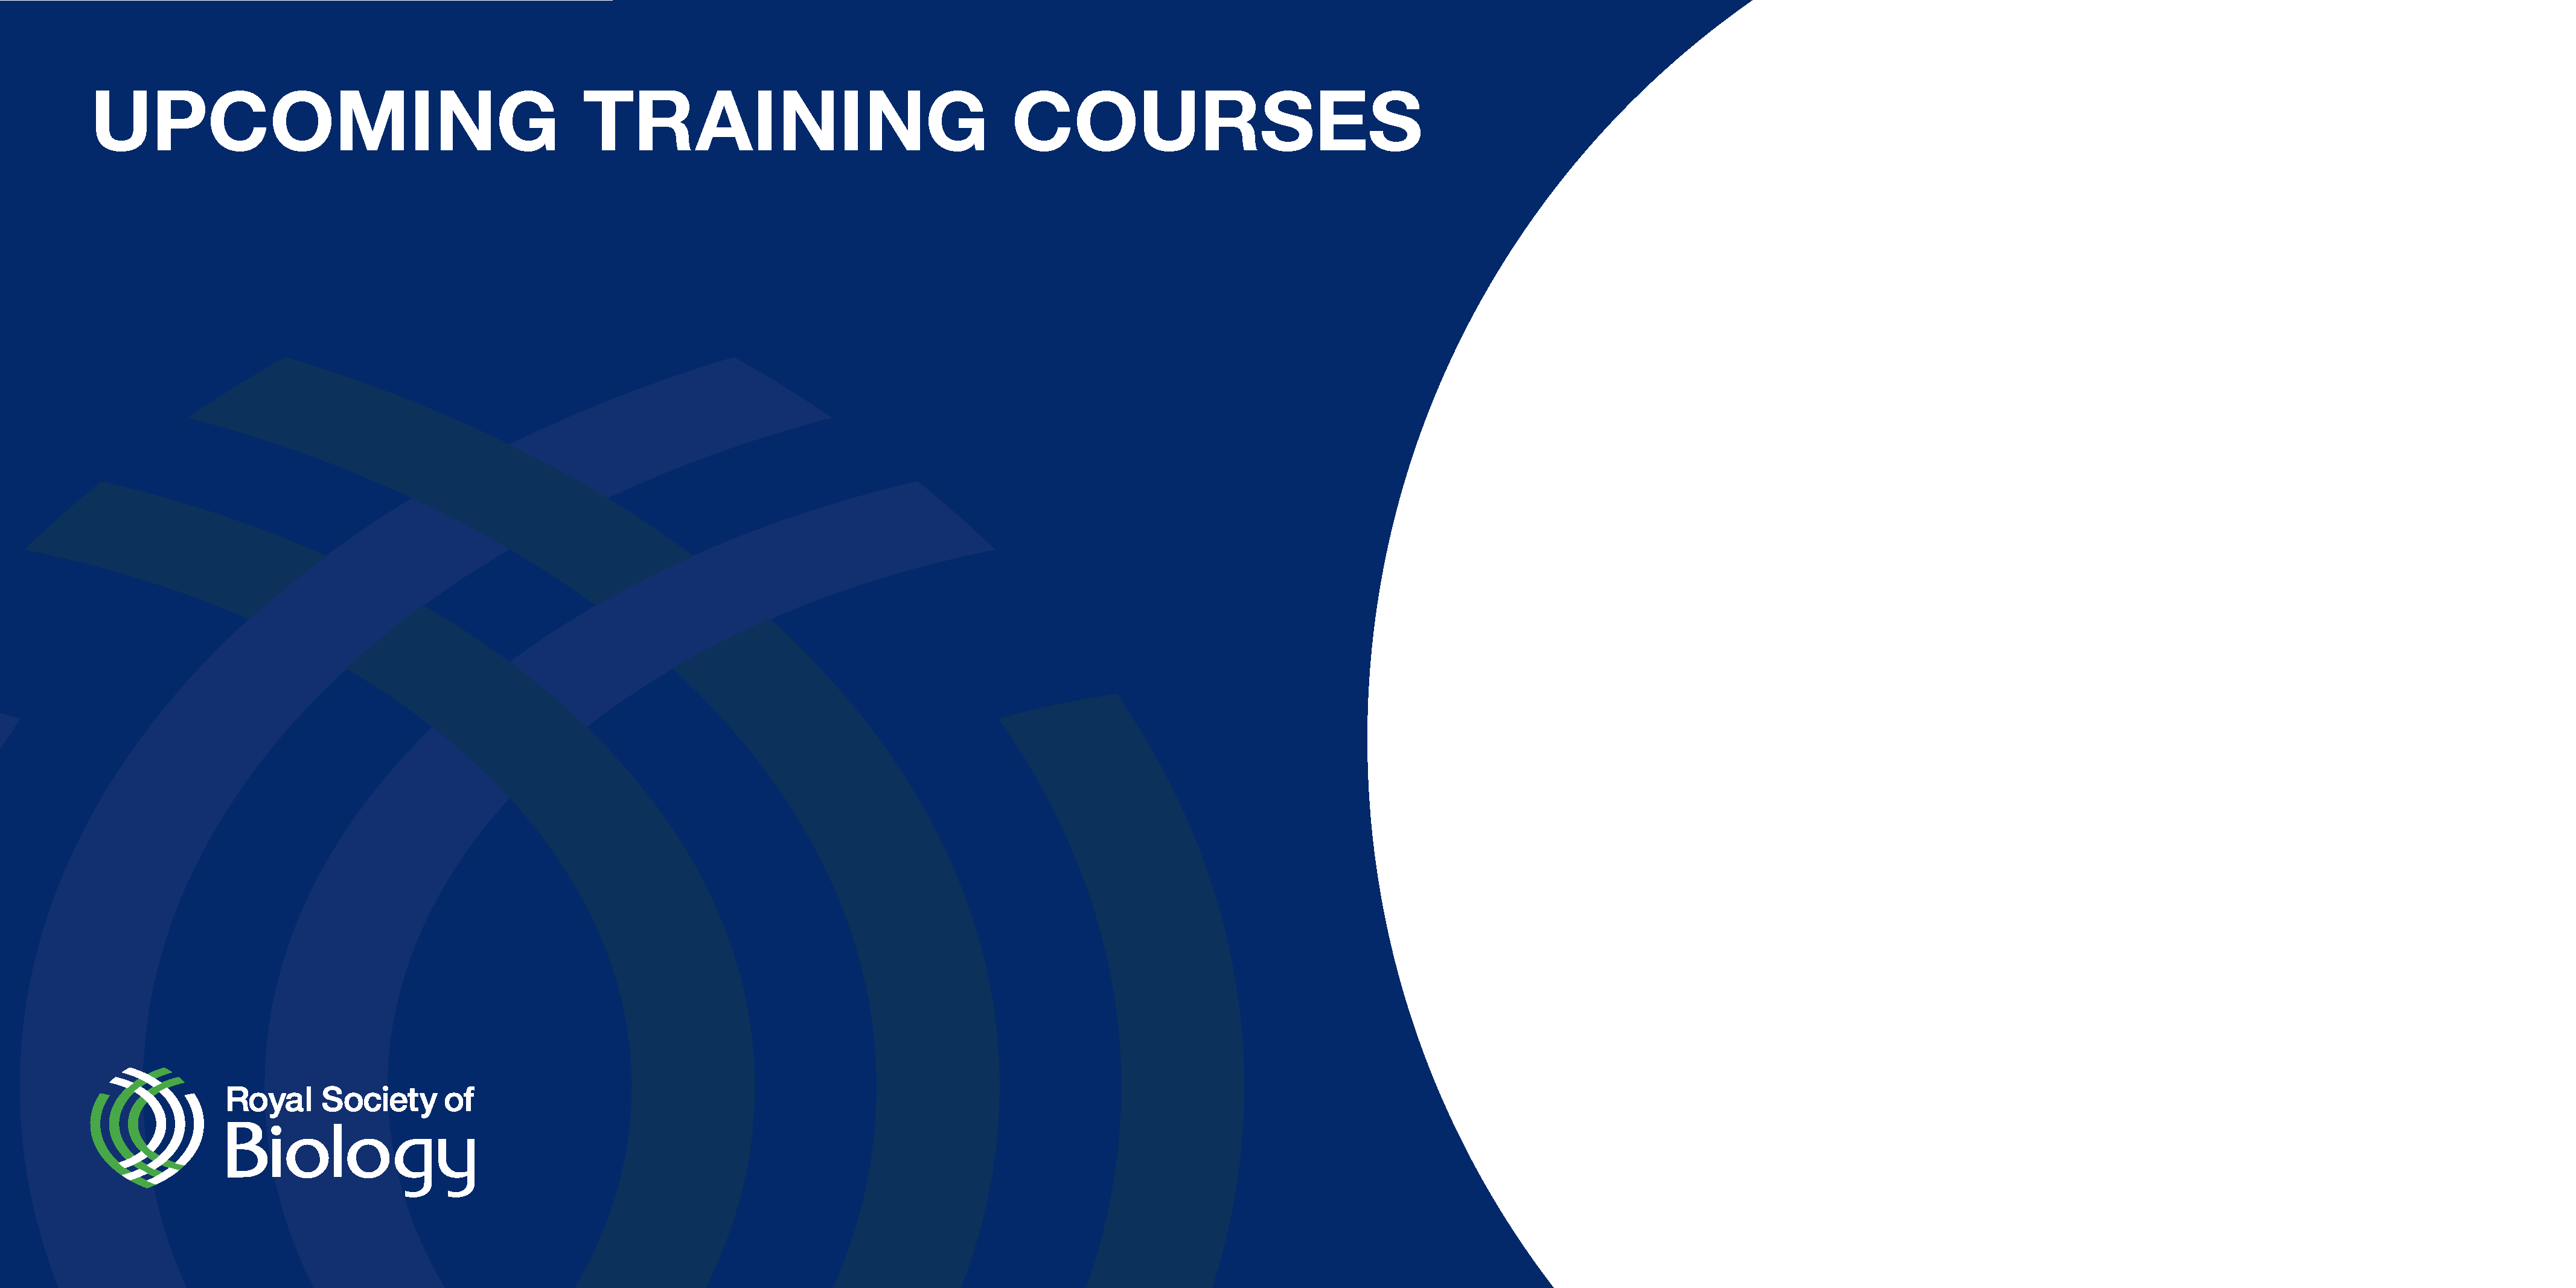 UPCOMING TRAINING COURSES
Royal Society of
Biology